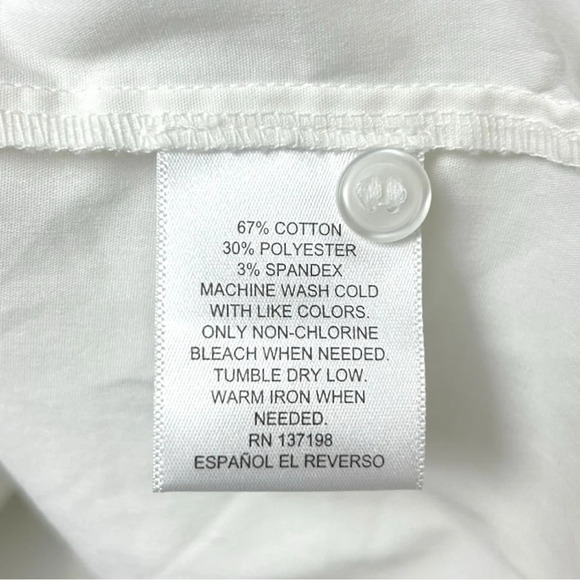 67% COTTON
30% POLYESTER
3% SPANDEX
MACHINE WASH COLD
WITH LIKE COLORS.
ONLY NON-CHLORINE
BLEACH WHEN NEEDED.
TUMBLE DRY LOW.
WARM IRON WHEN
NEEDED.
RN 137198
ESPAÑOL EL REVERSO